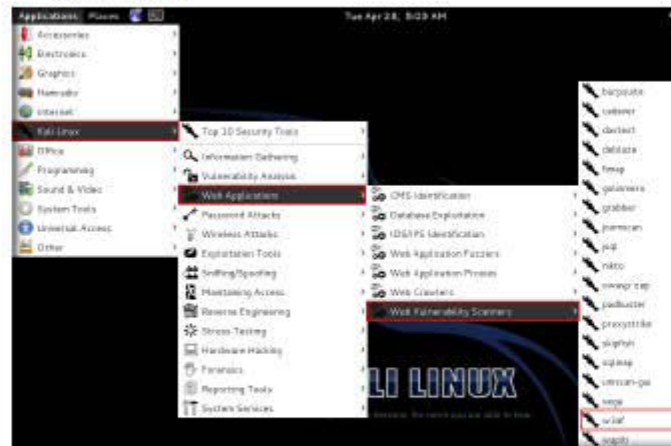 Applications Places
Tue Apr 28, 5:03 AM
Accessories
Electronics
Graphics
Hamradio
Internet
Kali Linux
Office
Programming
Sound & Video
System Tools
Universal Access
Other
Top 10 Security Tools
Information Gathering
Vulnerability Analysis
Web Applications
Password Attacks
Wireless Attacks
Exploitation Tools
Sniffing/Spoofing
Maintaining Access
Reverse Engineering
Stress Testing
Hardware Hacking
Forensics
Reporting Tools
System Services
CMS Identification
Database Exploitation
IDS/IPS Identification
Web Application Fuzzers
Web Application Proxies
Web Crawlers
Web Vulnerability Scanners
burpsuite
cadaver
davtest
deblaze
fimap
golismero
grabber
joomscan
jsql
nikto
owasp-zap
padbuster
proxystrike
skipfish
sqlmap
uniscan-gui
vega
w3af
wapiti
LI LINUX